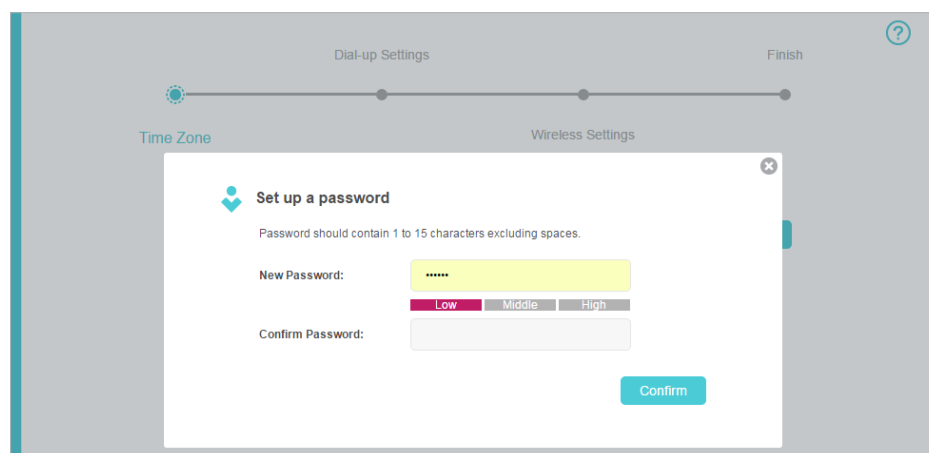 ?
Dial-up Settings
Finish
Time Zone
Wireless Settings
Set up a password
Password should contain 1 to 15 characters excluding spaces.
New Password:
••••••
Low Middle High
Confirm Password:
Confirm